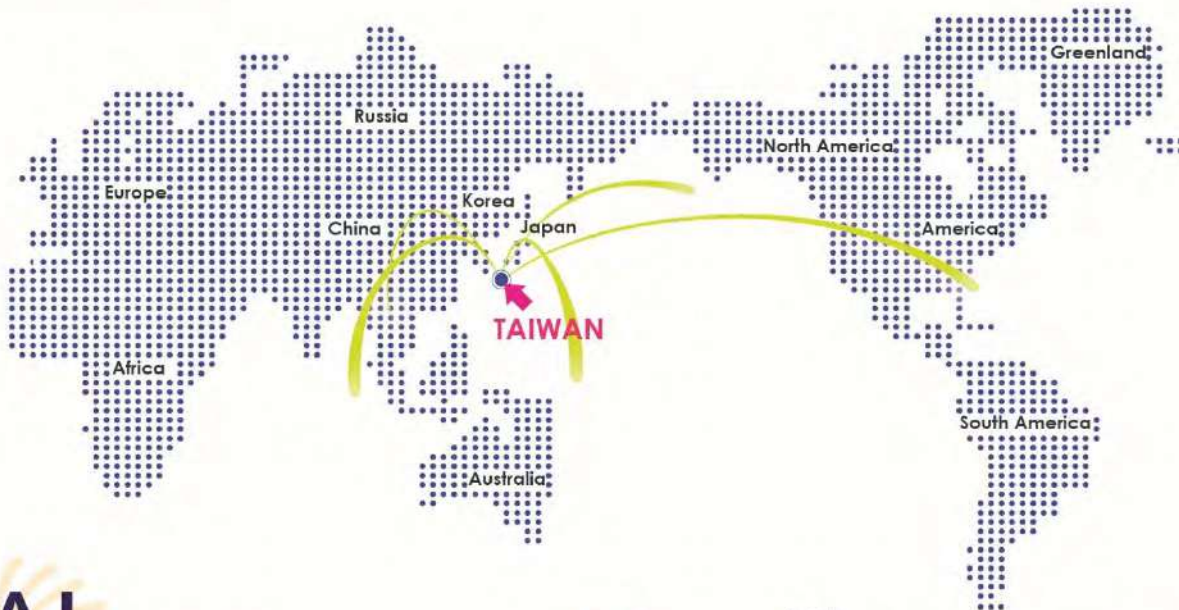 Greenland
Russia
North America
Europe
Korea
China
Japan
America
TAIWAN
Africa
South America
Australia